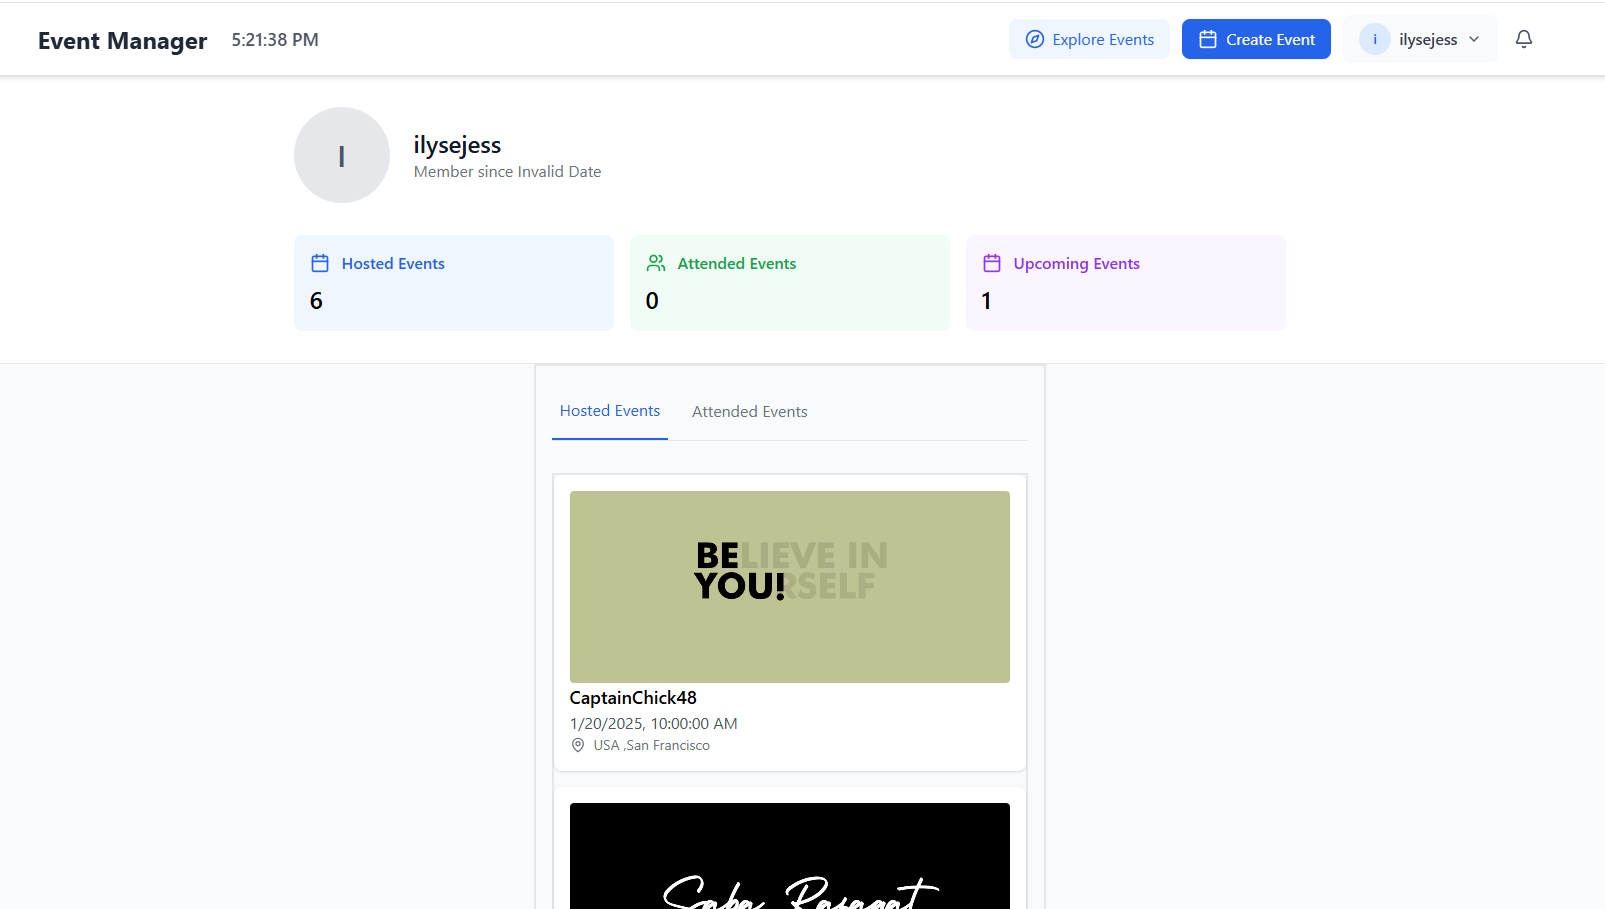 Event Manager 5:21:38 PM Explore Events Create Event i ilysejess
I ilysejess
Member since Invalid Date
Hosted Events Attended Events Upcoming Events
6 0 1
Hosted Events Attended Events
BELIEVE IN
YOU!RSELF
CaptainChick48
1/20/2025, 10:00:00 AM
USA ,San Francisco